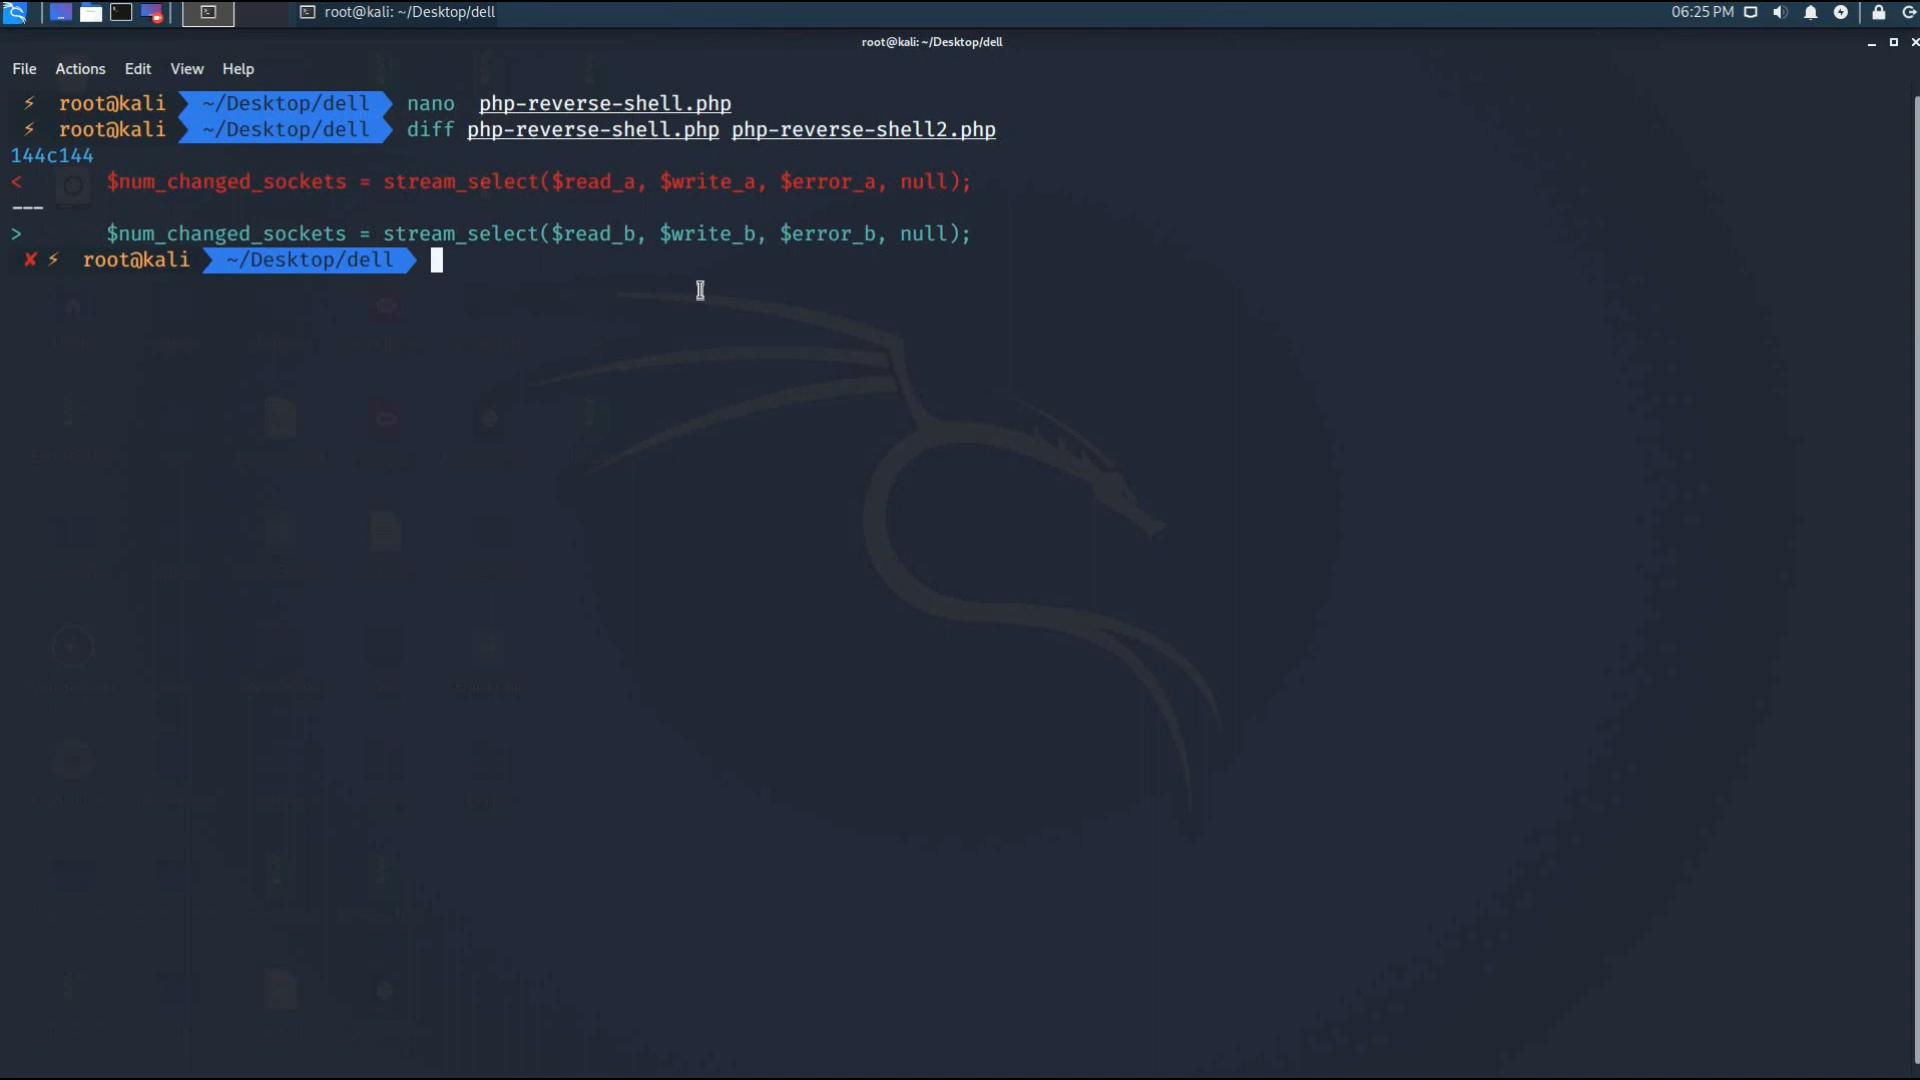 root@kali: ~/Desktop/dell
06:25 PM
root@kali: ~/Desktop/dell
File Actions Edit View Help
root@kali ~/Desktop/dell nano php-reverse-shell.php
root@kali ~/Desktop/dell diff php-reverse-shell.php php-reverse-shell2.php
144c144
< $num_changed_sockets = stream_select($read_a, $write_a, $error_a, null);
---
> $num_changed_sockets = stream_select($read_b, $write_b, $error_b, null);
root@kali ~/Desktop/dell